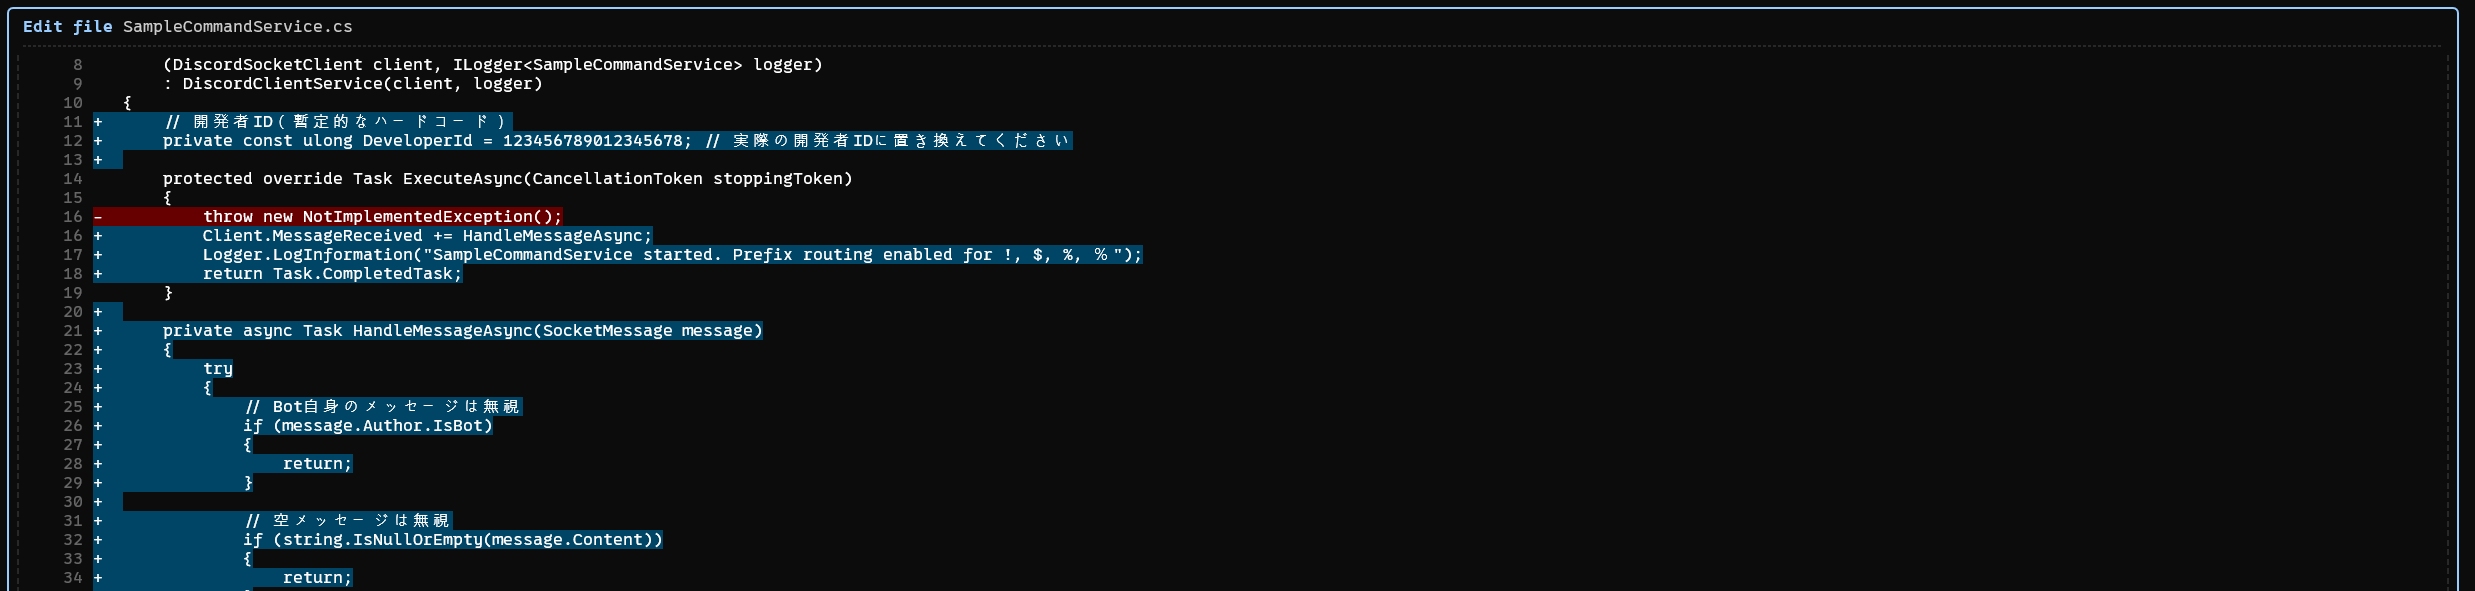 Edit file SampleCommandService.cs
8 (DiscordSocketClient client, ILogger<SampleCommandService> logger)
9 : DiscordClientService(client, logger)
10 {
11 + // 開発者ID(暫定的なハードコード)
12 + private const ulong DeveloperId = 123456789012345678; // 実際の開発者IDに置き換えてください
13 +
14 protected override Task ExecuteAsync(CancellationToken stoppingToken)
15 {
16 - throw new NotImplementedException();
16 + Client.MessageReceived += HandleMessageAsync;
17 + Logger.LogInformation("SampleCommandService started. Prefix routing enabled for !, $, %, %");
18 + return Task.CompletedTask;
19 }
20 +
21 + private async Task HandleMessageAsync(SocketMessage message)
22 + {
23 + try
24 + {
25 + // Bot自身のメッセージは無視
26 + if (message.Author.IsBot)
27 + {
28 + return;
29 + }
30 +
31 + // 空メッセージは無視
32 + if (string.IsNullOrEmpty(message.Content))
33 + {
34 + return;